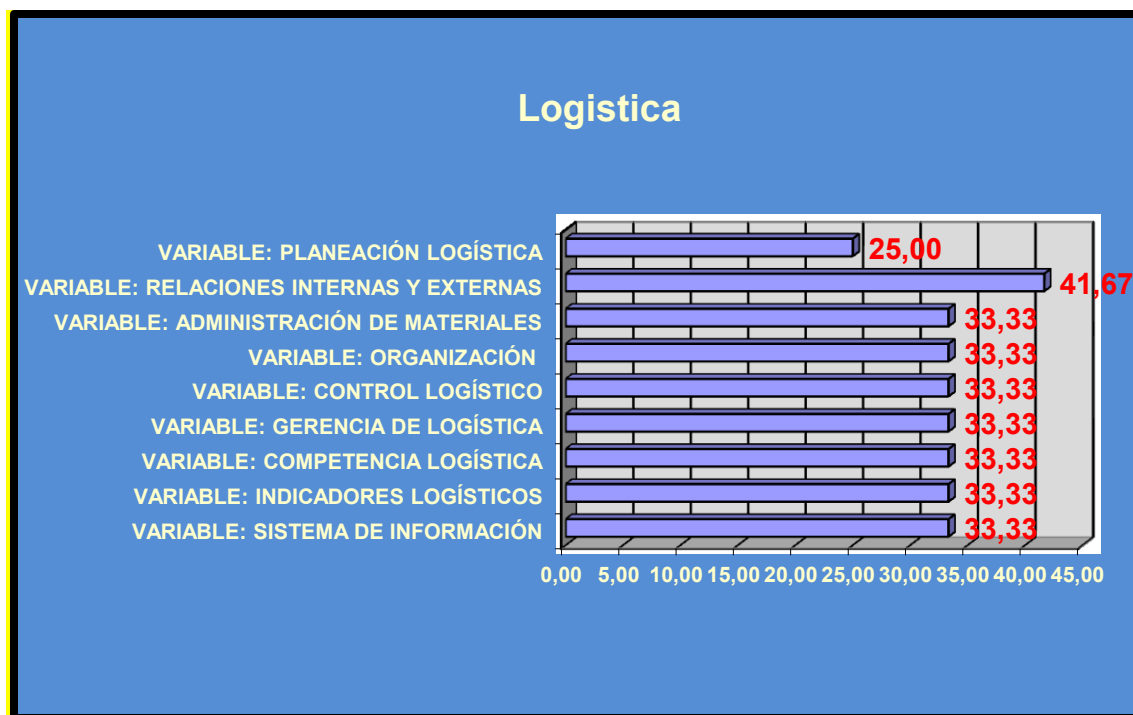 Logistica
VARIABLE: PLANEACIÓN LOGÍSTICA 25,00
VARIABLE: RELACIONES INTERNAS Y EXTERNAS 41,67
VARIABLE: ADMINISTRACIÓN DE MATERIALES 33,33
VARIABLE: ORGANIZACIÓN 33,33
VARIABLE: CONTROL LOGÍSTICO 33,33
VARIABLE: GERENCIA DE LOGÍSTICA 33,33
VARIABLE: COMPETENCIA LOGÍSTICA 33,33
VARIABLE: INDICADORES LOGÍSTICOS 33,33
VARIABLE: SISTEMA DE INFORMACIÓN 33,33
0,00 5,00 10,00 15,00 20,00 25,00 30,00 35,00 40,00 45,00